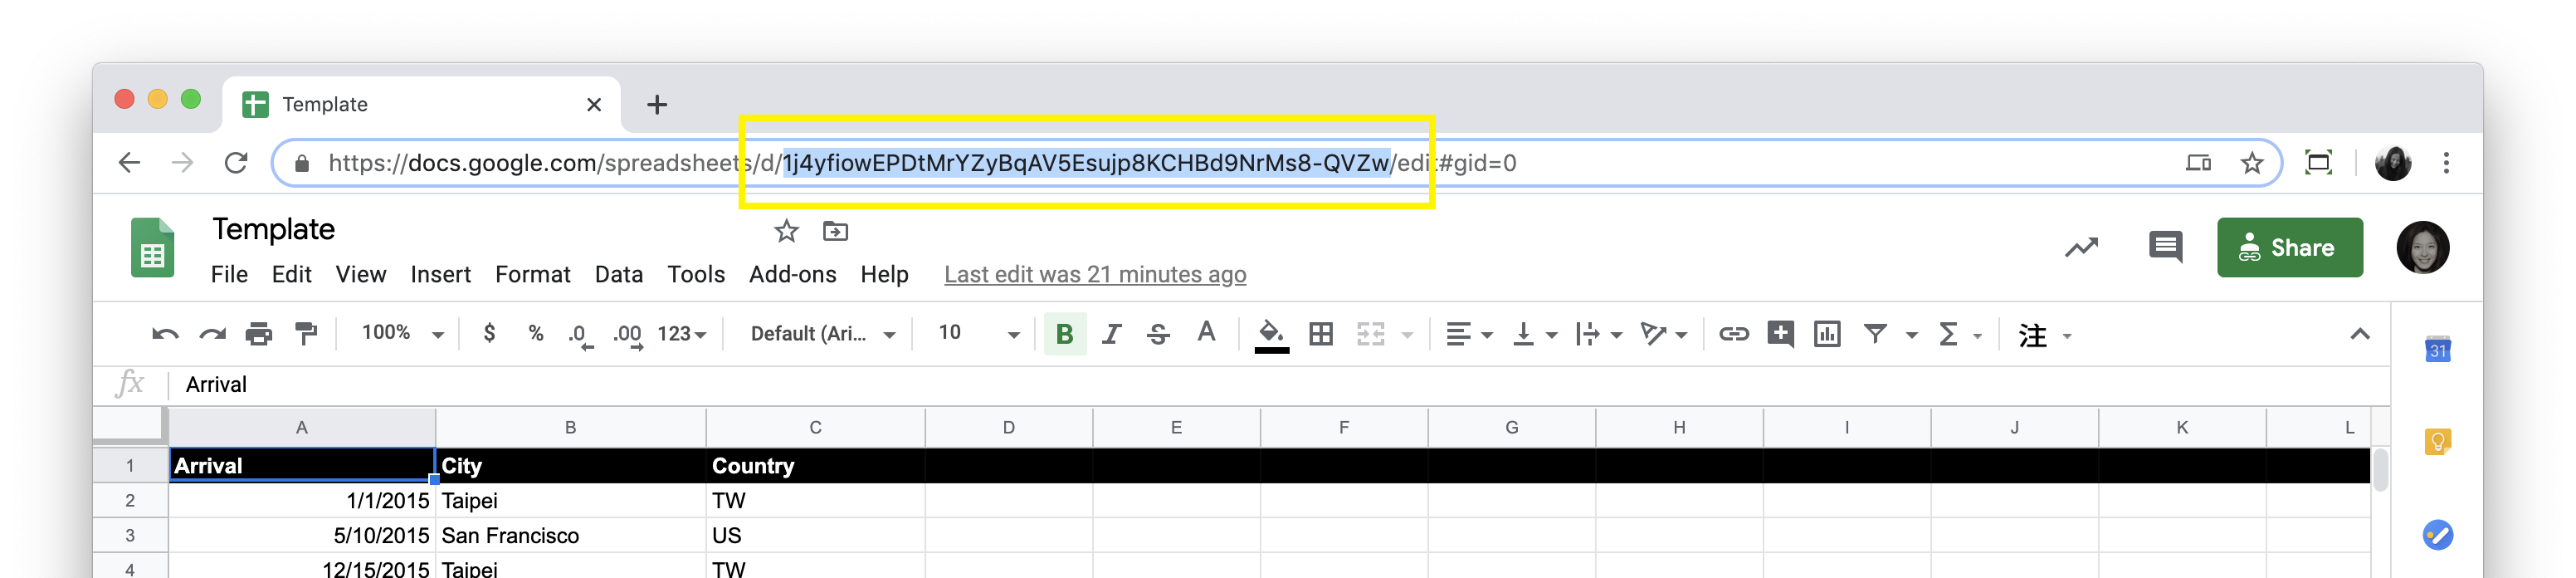 Template
https://docs.google.com/spreadsheets/d/1j4yfiowEPDtMrYZyBqAV5Esujp8KCHBd9NrMs8-QVZw/edit#gid=0
Template
File Edit View Insert Format Data Tools Add-ons Help Last edit was 21 minutes ago
Share
100% $ % .0 .00 123 Default (Ari... 10 B I S A Σ 注
31
fx Arrival
A B C D E F G H I J K L
1 Arrival City Country
2 1/1/2015 Taipei TW
3 5/10/2015 San Francisco US
4 12/15/2015 Taipei TW